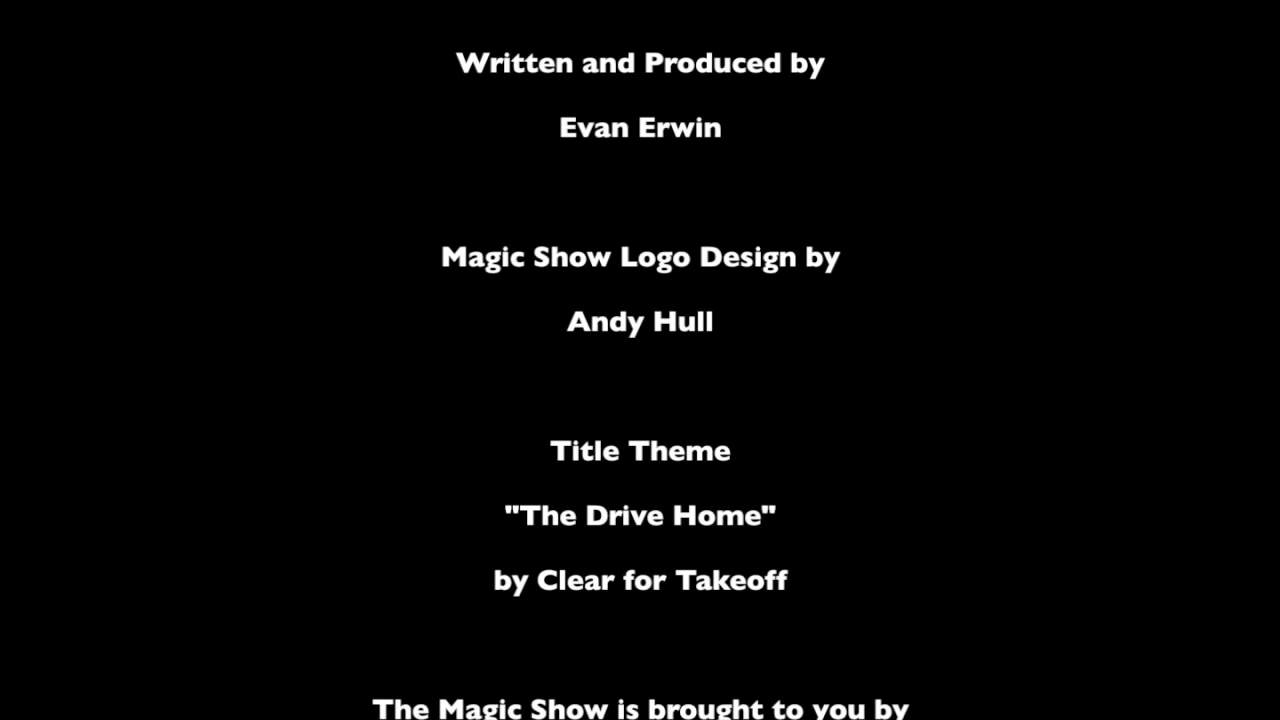 Written and Produced by
Evan Erwin
Magic Show Logo Design by
Andy Hull
Title Theme
"The Drive Home"
by Clear for Takeoff
The Magic Show is brought to you by